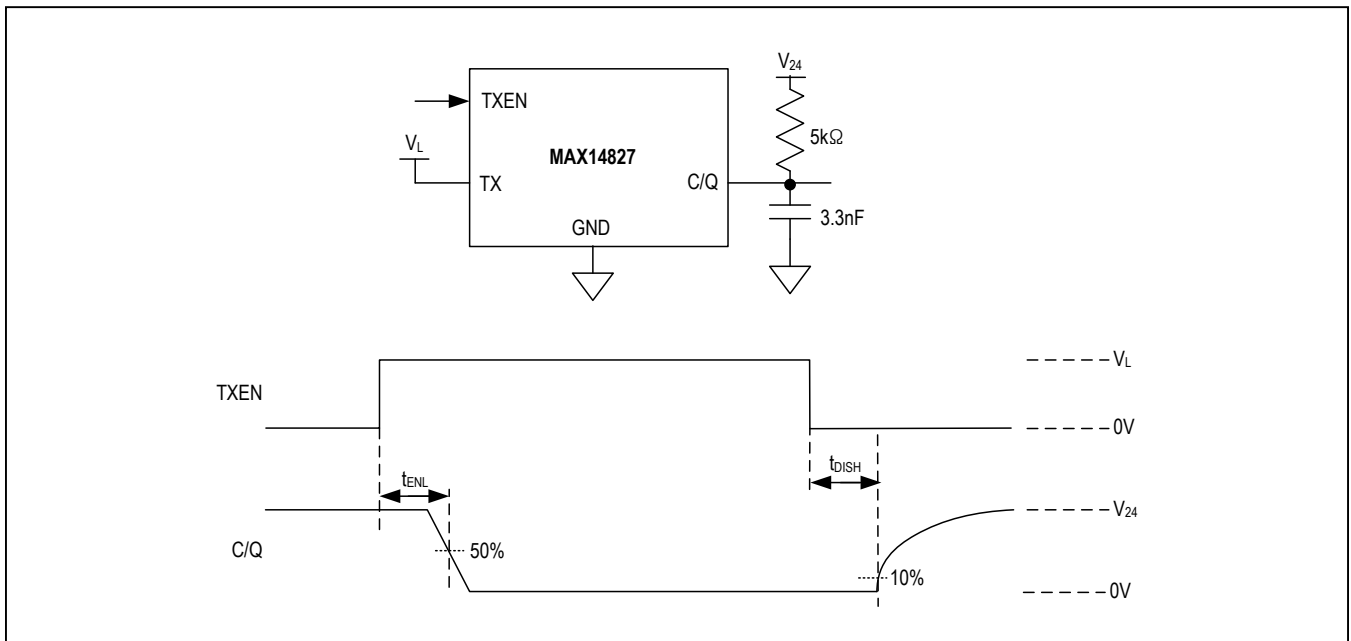 V24
TXEN
5kΩ
VL
MAX14827
TX
C/Q
3.3nF
GND
VL
TXEN
0V
tENL
tDISH
V24
C/Q
50%
10%
0V